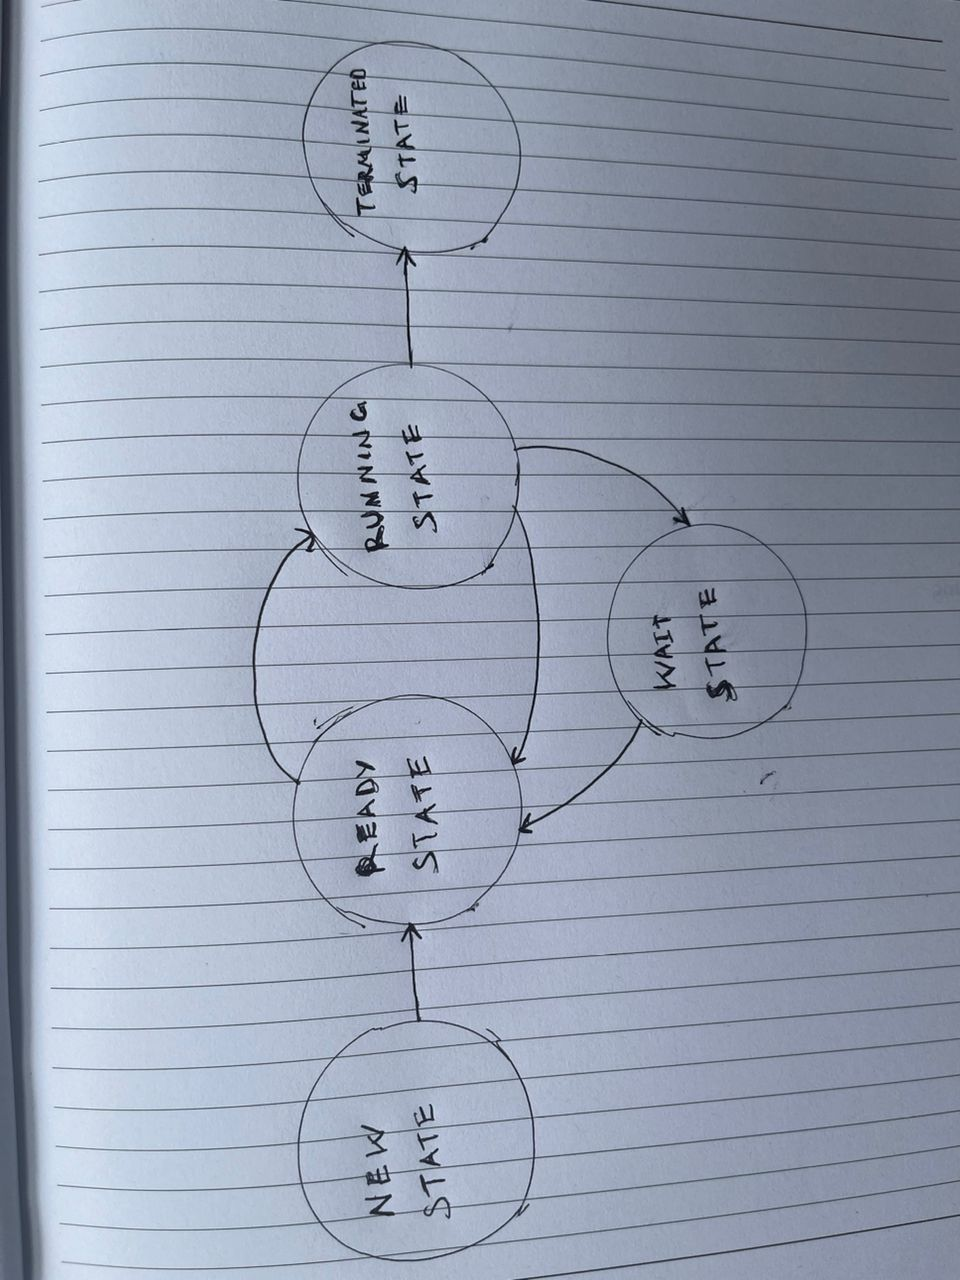 NEW
STATE
READY
STATE
RUNNING
STATE
TERMINATED
STATE
WAIT
STATE